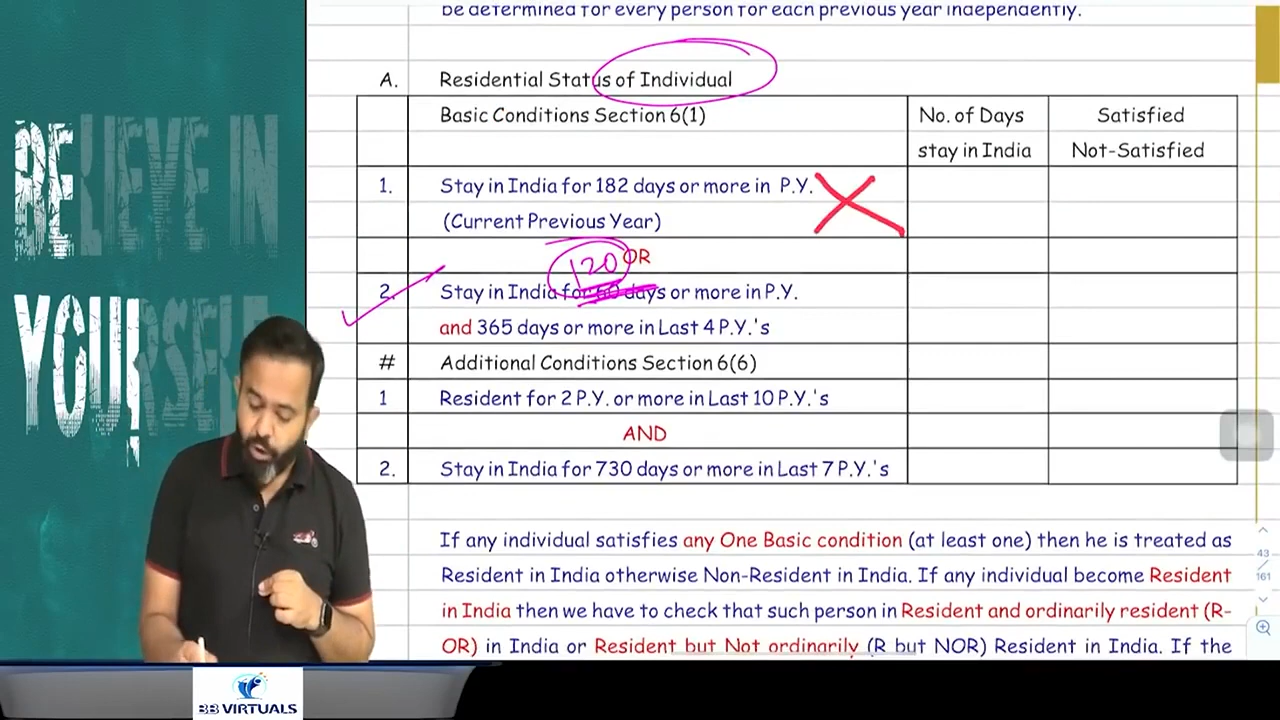 be determined for every person for each previous year independently.
A. Residential Status of Individual
Basic Conditions Section 6(1) No. of Days stay in India Satisfied Not-Satisfied
1. Stay in India for 182 days or more in P.Y.
(Current Previous Year)
120
OR
2. Stay in India for 60 days or more in P.Y.
and 365 days or more in Last 4 P.Y.'s
# Additional Conditions Section 6(6)
1 Resident for 2 P.Y. or more in Last 10 P.Y.'s
AND
2. Stay in India for 730 days or more in Last 7 P.Y.'s
If any individual satisfies any One Basic condition (at least one) then he is treated as
Resident in India otherwise Non-Resident in India. If any individual become Resident
in India then we have to check that such person in Resident and ordinarily resident (R-
OR) in India or Resident but Not ordinarily (R but NOR) Resident in India. If the
43
/
161
BELIEVE IN
YOURSELF
BB VIRTUALS